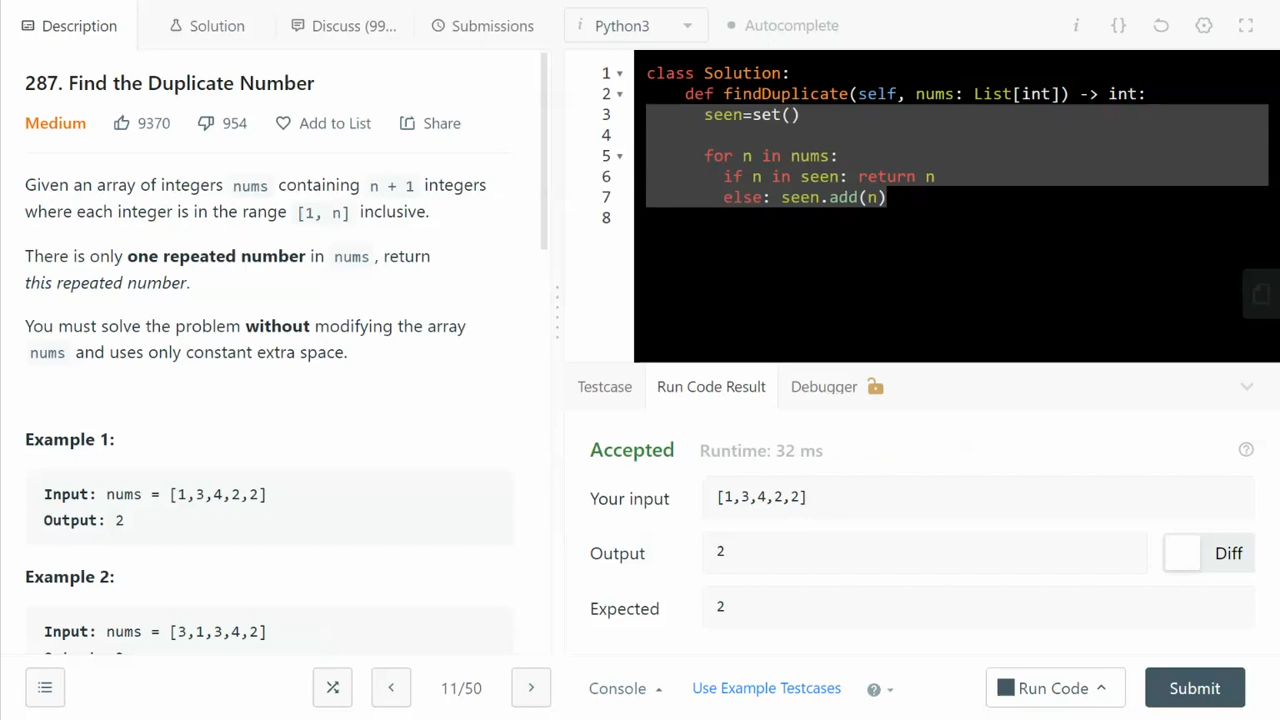 Description
Solution
Discuss (99...
Submissions
i Python3
Autocomplete
i {}
287. Find the Duplicate Number
Medium 9370 954 Add to List Share
Given an array of integers nums containing n + 1 integers
where each integer is in the range [1, n] inclusive.
There is only one repeated number in nums , return
this repeated number.
You must solve the problem without modifying the array
nums and uses only constant extra space.
Example 1:
Input: nums = [1,3,4,2,2]
Output: 2
Example 2:
Input: nums = [3,1,3,4,2]
1 class Solution:
2 def findDuplicate(self, nums: List[int]) -> int:
3 seen=set()
4
5 for n in nums:
6 if n in seen: return n
7 else: seen.add(n)
8
Testcase Run Code Result Debugger
Accepted Runtime: 32 ms
Your input [1,3,4,2,2]
Output 2 Diff
Expected 2
< 11/50 >
Console Use Example Testcases ? Run Code Submit